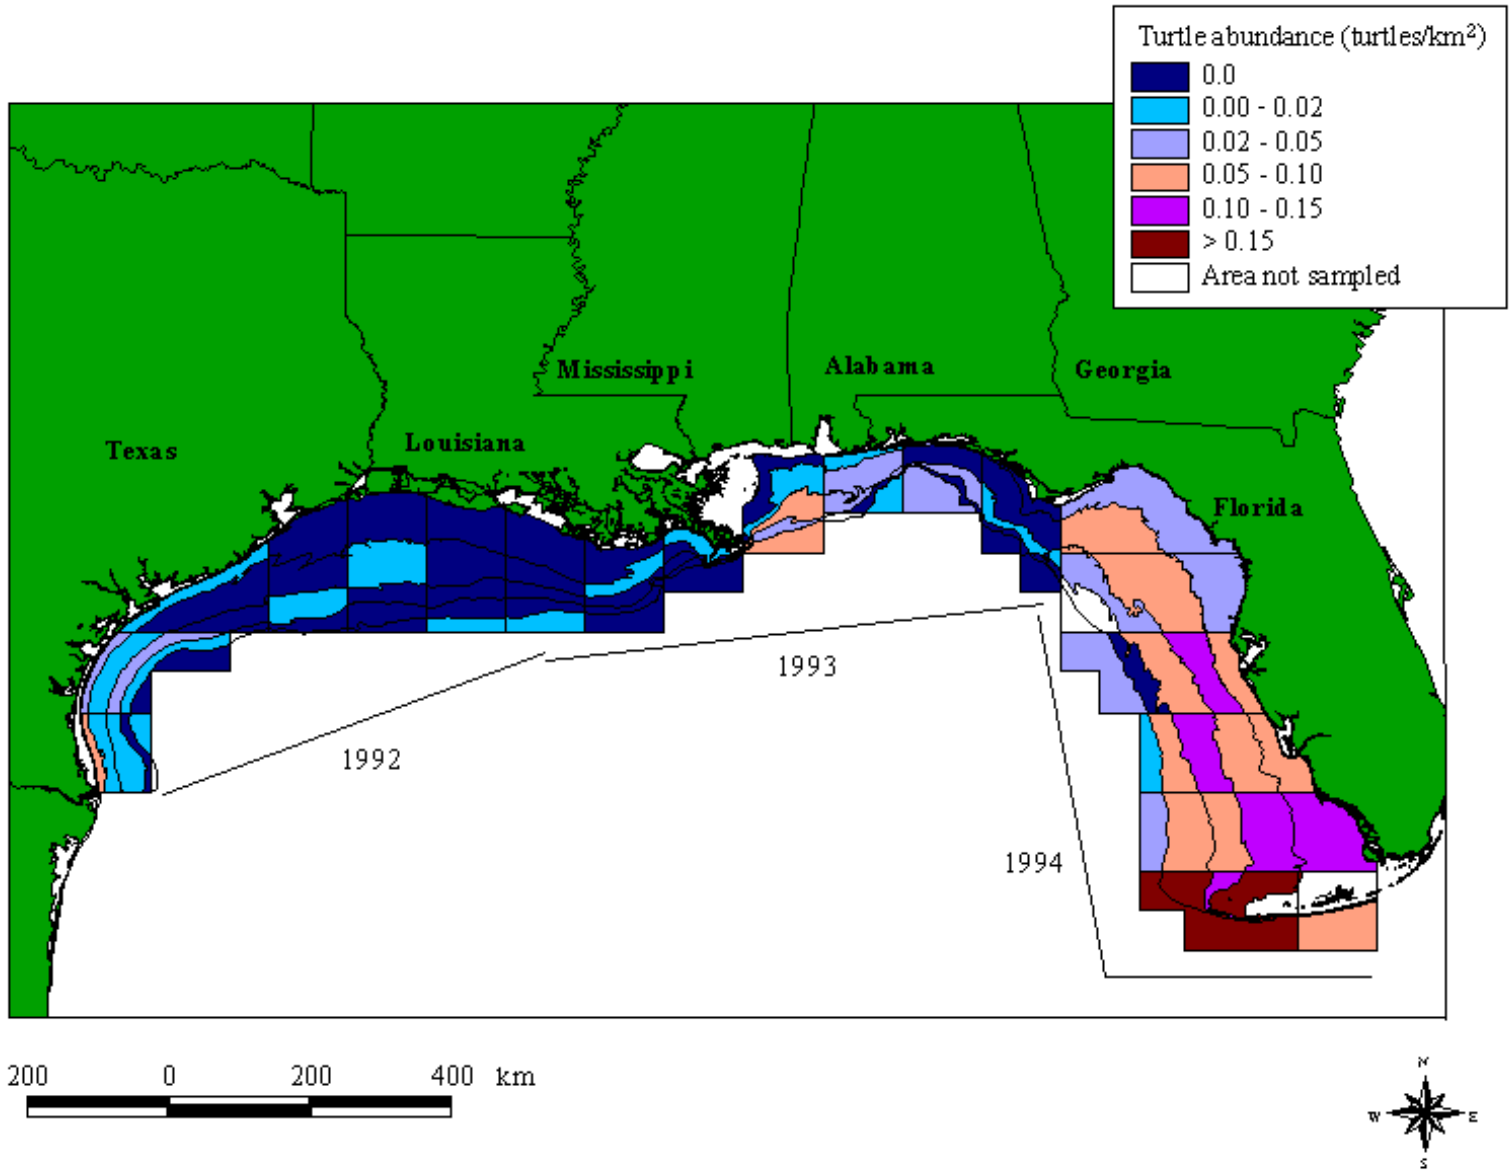 Turtle abundance (turtles/km²)
0.0
0.00 - 0.02
0.02 - 0.05
0.05 - 0.10
0.10 - 0.15
> 0.15
Area not sampled
Mississippi
Alabama
Georgia
Texas
Louisiana
Florida
1993
1992
1994
200 0 200 400 km
N
W E
S